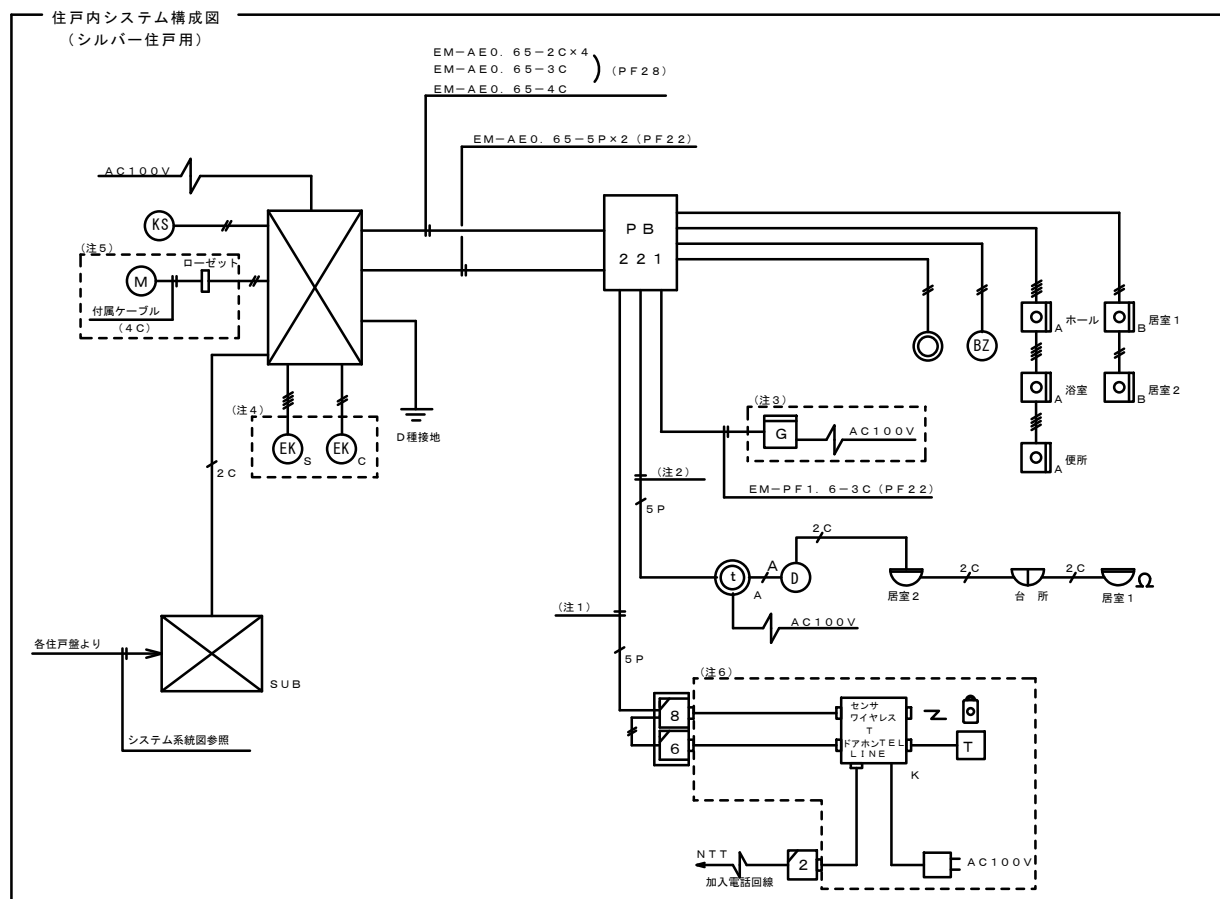 住戸内システム構成図
（シルバー住戸用）
EM−AE0．65−2C×4
EM−AE0．65−3C
（PF28）
EM−AE0．65−4C
EM−AE0．65−5P×2（PF22）
AC100V
KS
（注5）
ローゼット
M
付属ケーブル
（4C）
PB
221
BZ
A
ホール
B
居室1
A
浴室
B
居室2
A
便所
（注4）
EK
S
EK
C
D種接地
（注3）
G
AC100V
2C
（注2）
EM−PF1．6−3C（PF22）
5P
2C
t
A
A
D
居室2
2C
台所
2C
居室1
Ω
AC100V
（注1）
5P
各住戸盤より
SUB
システム系統図参照
（注6）
8
6
センサ
ワイヤレス
T
ドアホンTEL
LINE
K
T
NTT
加入電話回線
2
AC100V